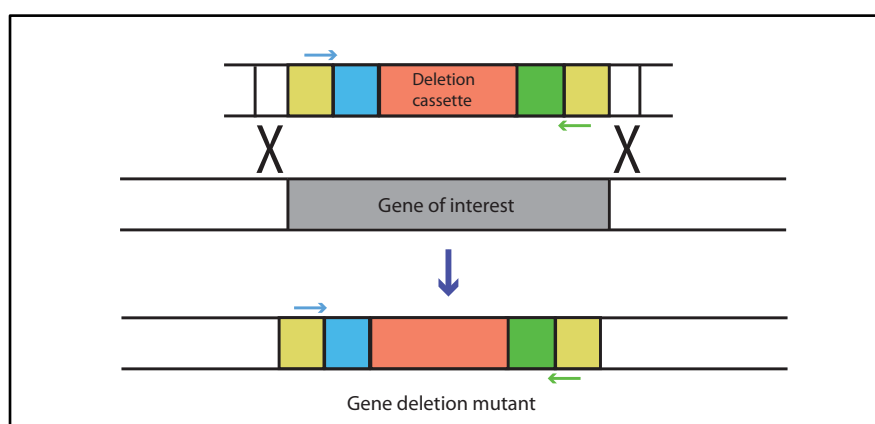 Deletion
cassette
Gene of interest
Gene deletion mutant